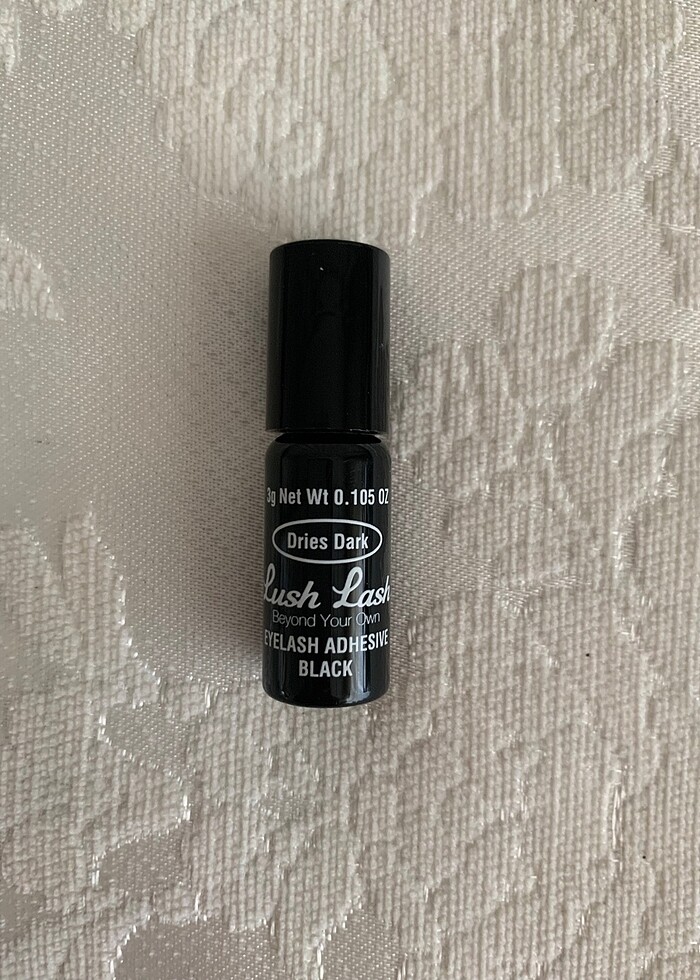 3g Net Wt 0.105 OZ
Dries Dark
Lush Lash
Beyond Your Own
EYELASH ADHESIVE
BLACK